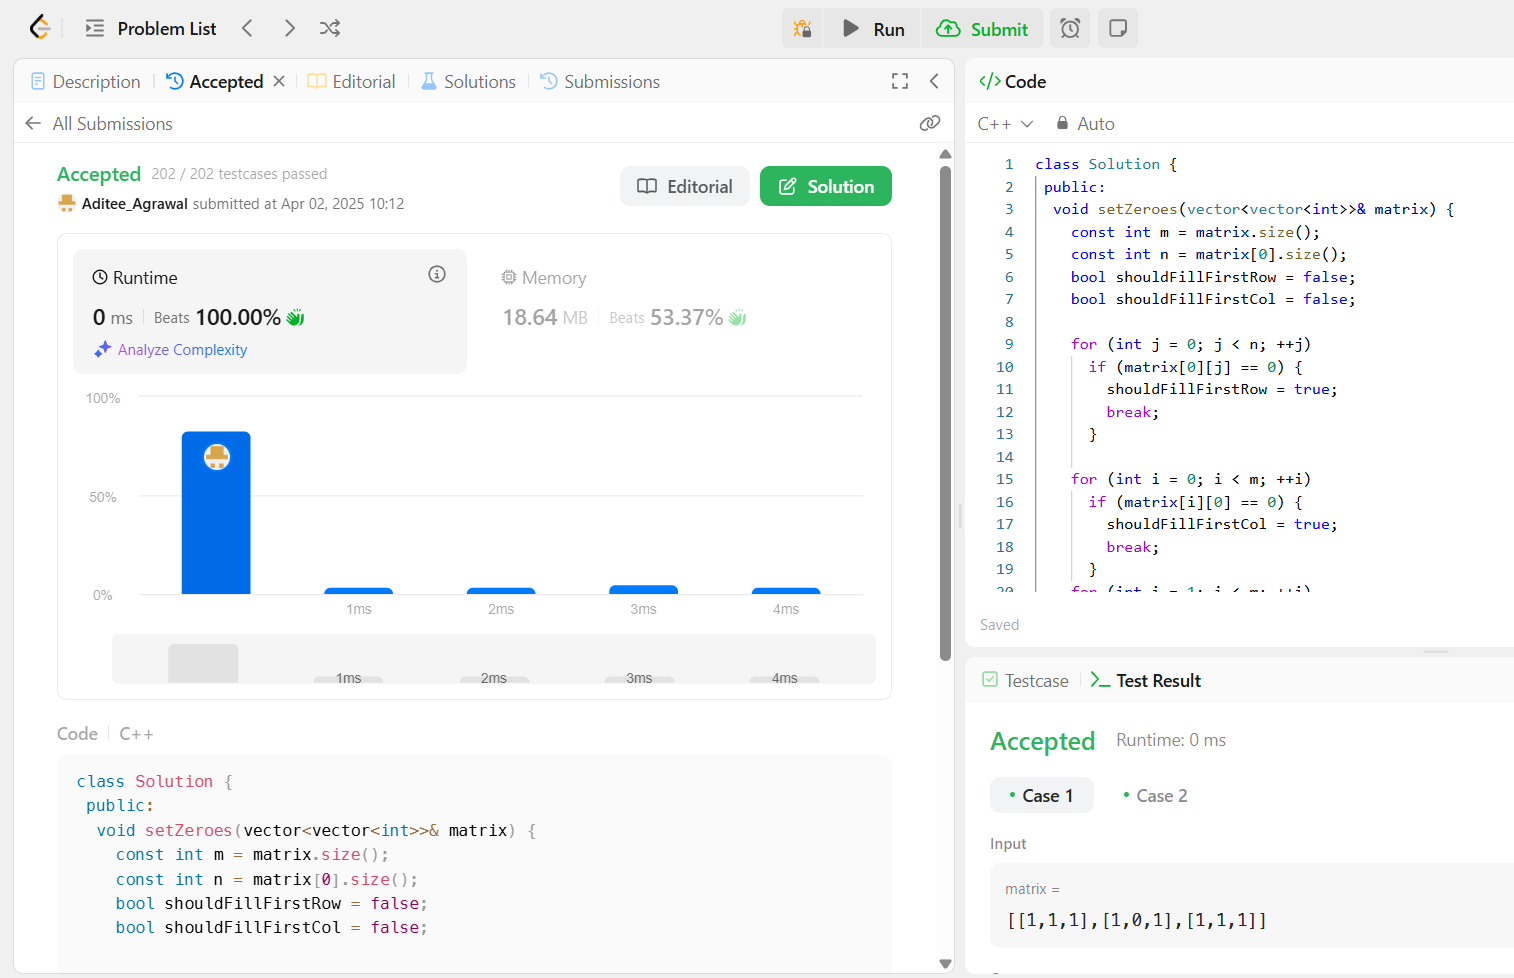 Problem List
Run
Submit
Description
Accepted
Editorial
Solutions
Submissions
All Submissions
Accepted 202 / 202 testcases passed
Aditee_Agrawal submitted at Apr 02, 2025 10:12
Editorial
Solution
Runtime
0 ms Beats 100.00%
Analyze Complexity
Memory
18.64 MB Beats 53.37%
100%
50%
0%
1ms 2ms 3ms 4ms
1ms 2ms 3ms 4ms
Code C++
class Solution {
public:
void setZeroes(vector<vector<int>>& matrix) {
const int m = matrix.size();
const int n = matrix[0].size();
bool shouldFillFirstRow = false;
bool shouldFillFirstCol = false;
Code
C++ Auto
1 class Solution {
2 public:
3 void setZeroes(vector<vector<int>>& matrix) {
4 const int m = matrix.size();
5 const int n = matrix[0].size();
6 bool shouldFillFirstRow = false;
7 bool shouldFillFirstCol = false;
8
9 for (int j = 0; j < n; ++j)
10 if (matrix[0][j] == 0) {
11 shouldFillFirstRow = true;
12 break;
13 }
14
15 for (int i = 0; i < m; ++i)
16 if (matrix[i][0] == 0) {
17 shouldFillFirstCol = true;
18 break;
19 }
20 for (int i = 1; i < m; ++i)
Saved
Testcase
Test Result
Accepted Runtime: 0 ms
Case 1 Case 2
Input
matrix =
[[1,1,1],[1,0,1],[1,1,1]]